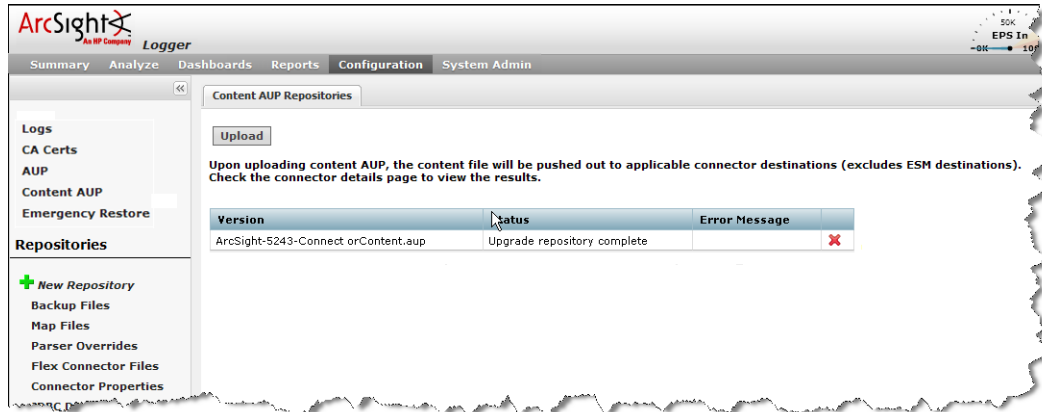 ArcSight
An HP Company
Logger
50K
EPS In
Summary Analyze Dashboards Reports Configuration System Admin
Content AUP Repositories
Logs
CA Certs
AUP
Content AUP
Emergency Restore
Repositories
New Repository
Backup Files
Map Files
Parser Overrides
Flex Connector Files
Connector Properties
Upload
Upon uploading content AUP, the content file will be pushed out to applicable connector destinations (excludes ESM destinations).
Check the connector details page to view the results.
Version Status Error Message
ArcSight-5243-Connect orContent.aup Upgrade repository complete